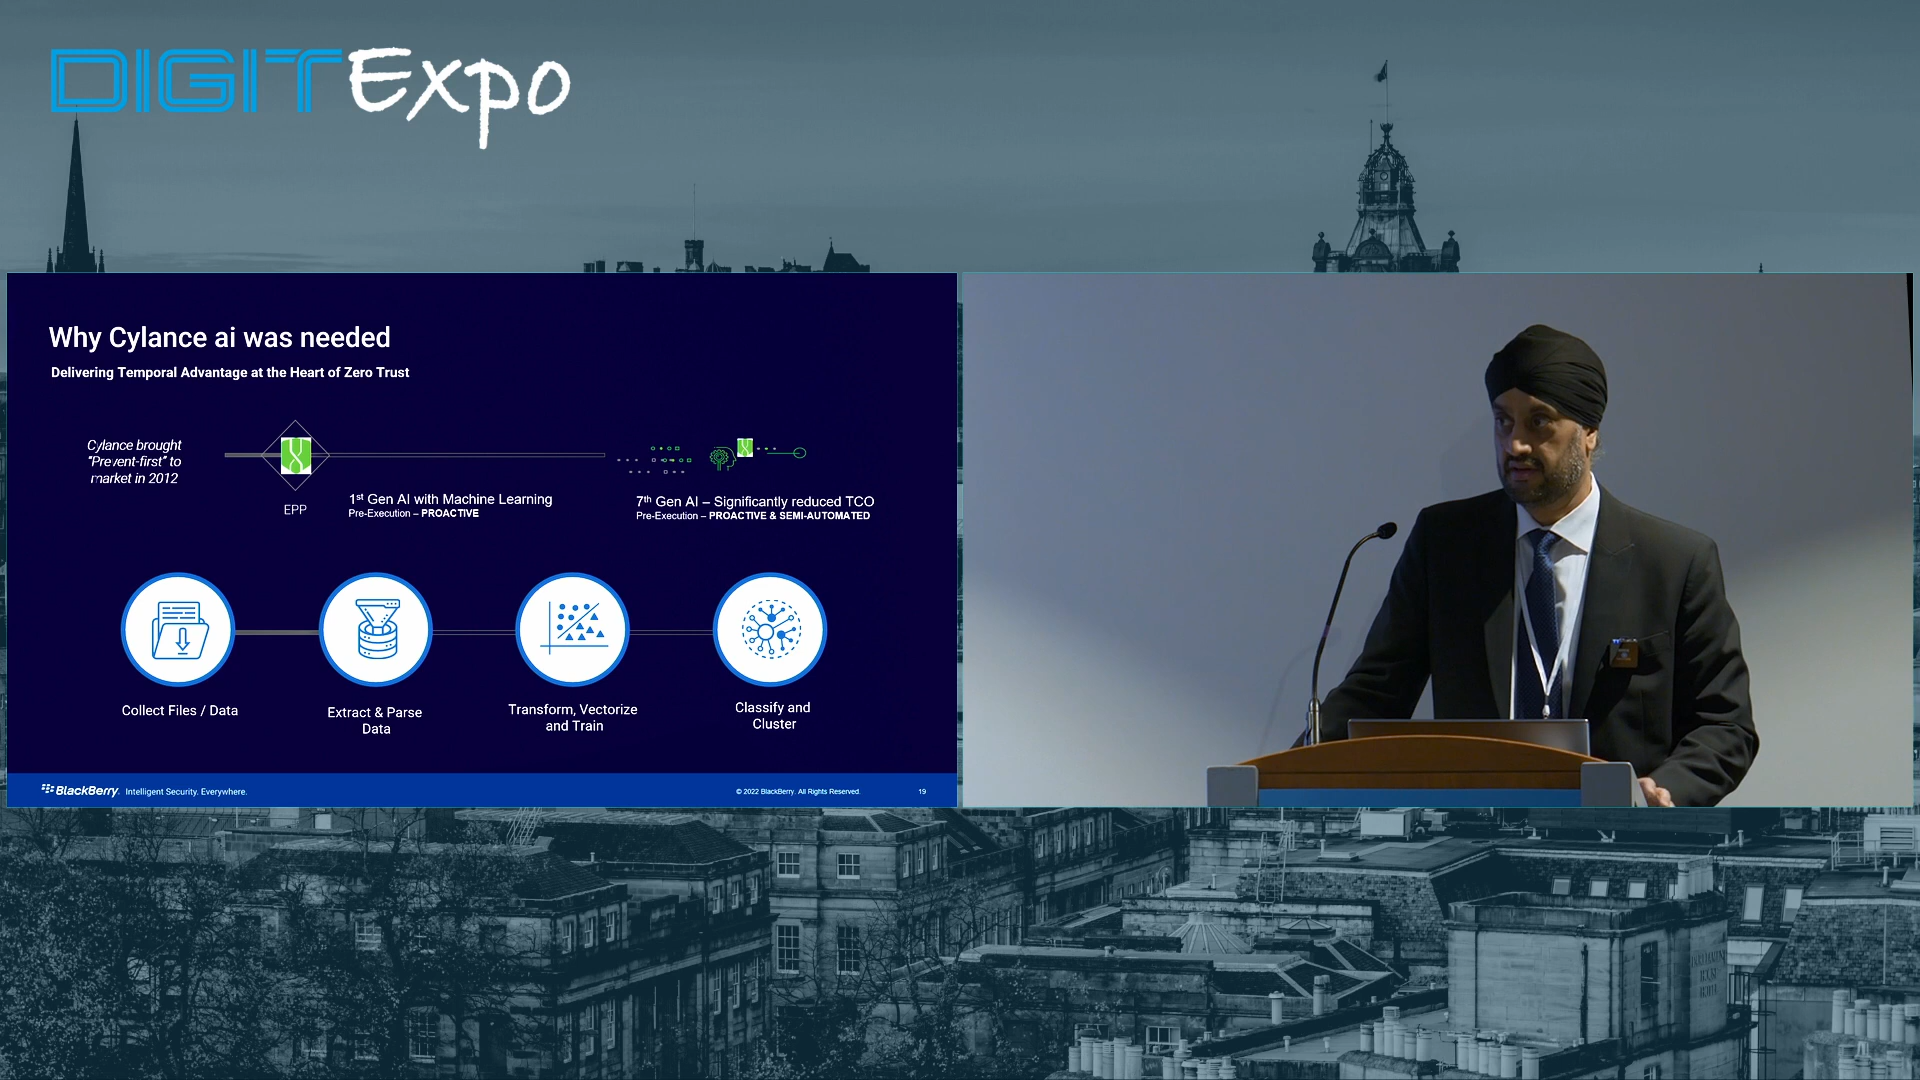 DIGITExpo
Why Cylance ai was needed
Delivering Temporal Advantage at the Heart of Zero Trust
Cylance brought
"Prevent-first" to
market in 2012
EPP
1st Gen AI with Machine Learning
Pre-Execution – PROACTIVE
7th Gen AI – Significantly reduced TCO
Pre-Execution – PROACTIVE & SEMI-AUTOMATED
Collect Files / Data
Extract & Parse
Data
Transform, Vectorize
and Train
Classify and
Cluster
BlackBerry. Intelligent Security. Everywhere.
© 2022 BlackBerry. All Rights Reserved.
19